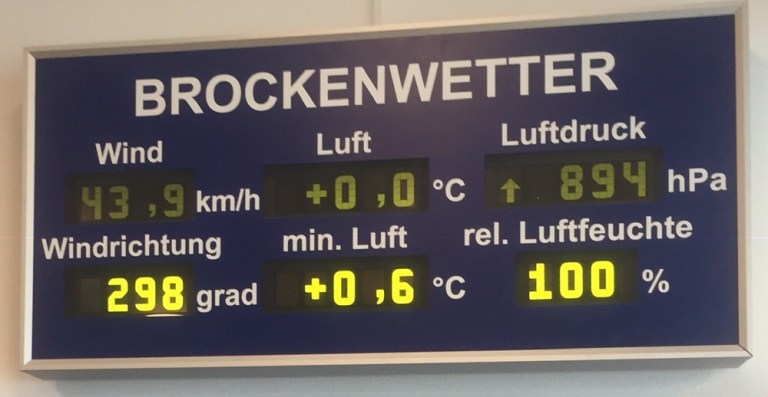 BROCKENWETTER
Wind Luft Luftdruck
43,9 km/h +0,0 °C ↑ 894 hPa
Windrichtung min. Luft rel. Luftfeuchte
298 grad +0,6 °C 100 %